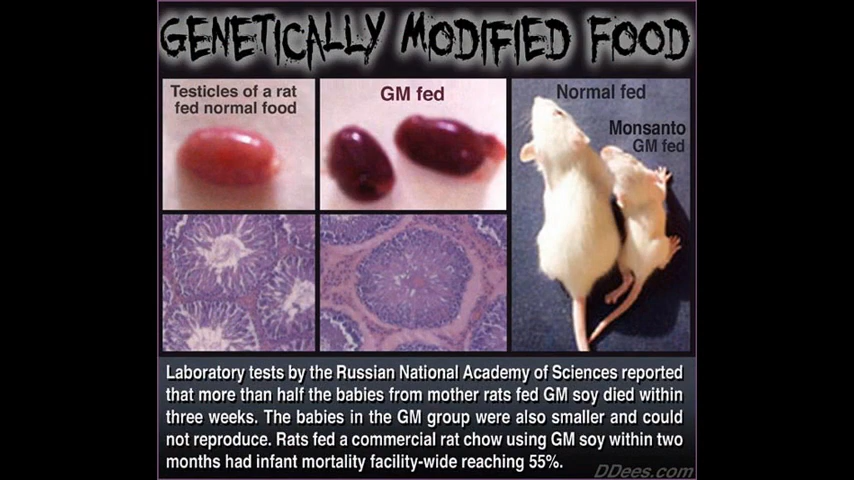 GENETICALLY MODIFIED FOOD
Testicles of a rat
fed normal food
GM fed
Normal fed
Monsanto
GM fed
Laboratory tests by the Russian National Academy of Sciences reported
that more than half the babies from mother rats fed GM soy died within
three weeks. The babies in the GM group were also smaller and could
not reproduce. Rats fed a commercial rat chow using GM soy within two
months had infant mortality facility-wide reaching 55%.
DDees.com